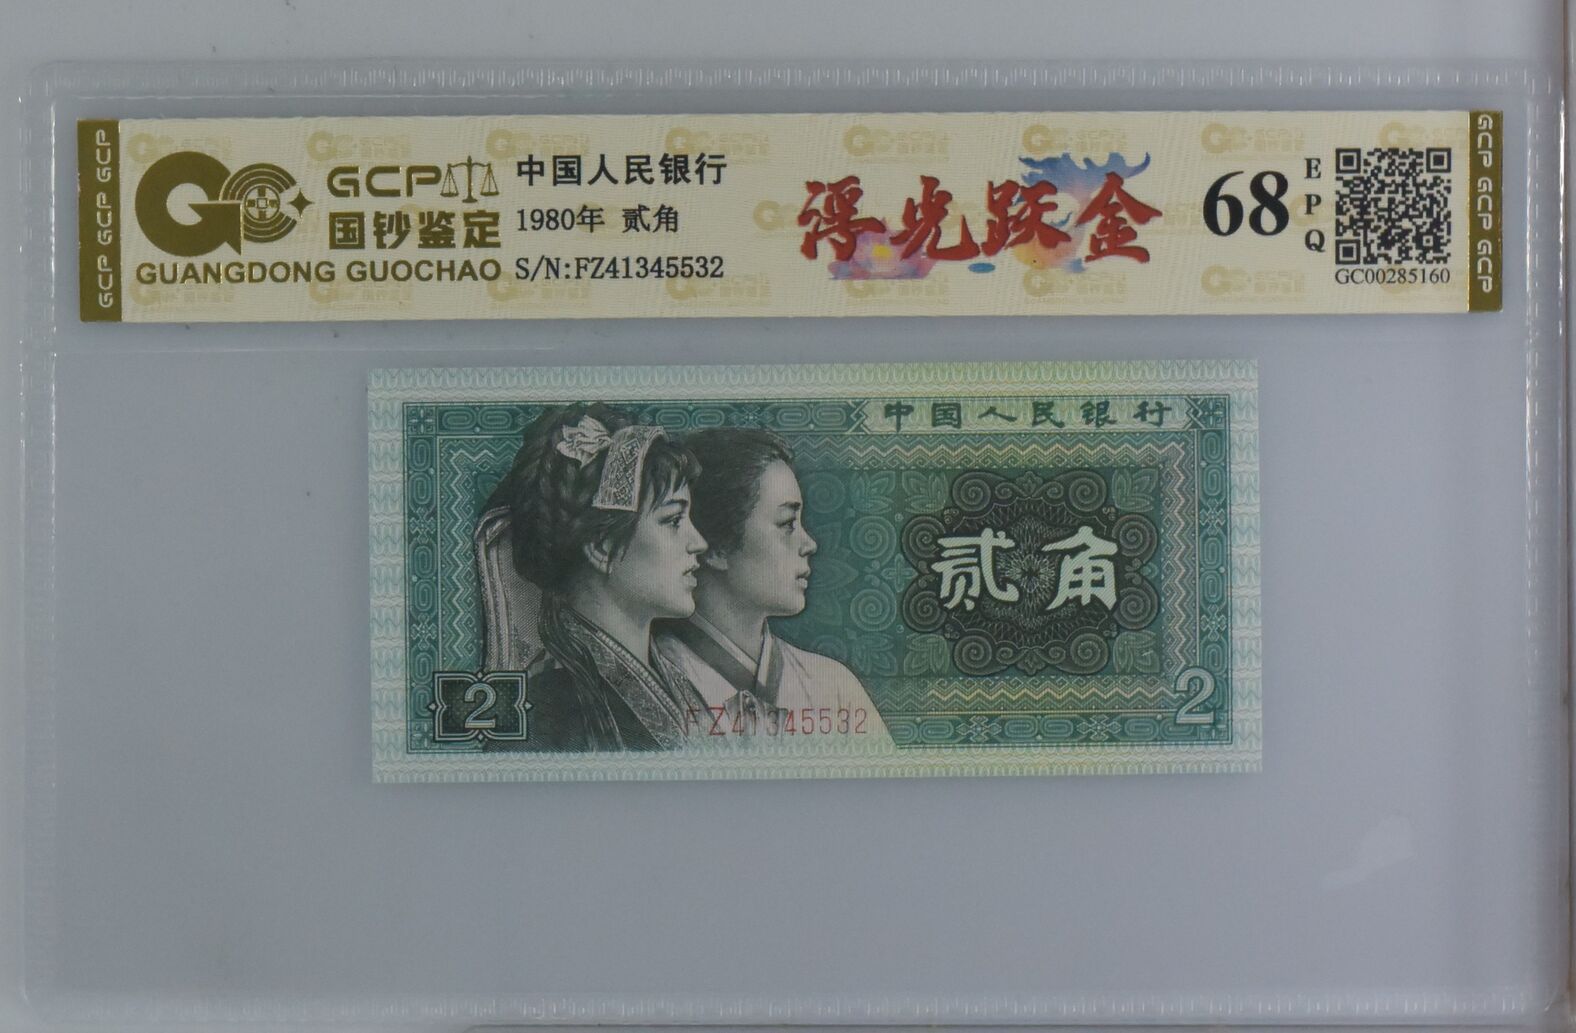 GCP
国钞鉴定
GUANGDONG GUOCHAO
中国人民银行
1980年 贰角
S/N:FZ41345532
浮光跃金
68
EPQ
GC00285160
GCP GCP GCP
GCP GCP GCP
中国人民银行
贰角
2
2
FZ41345532